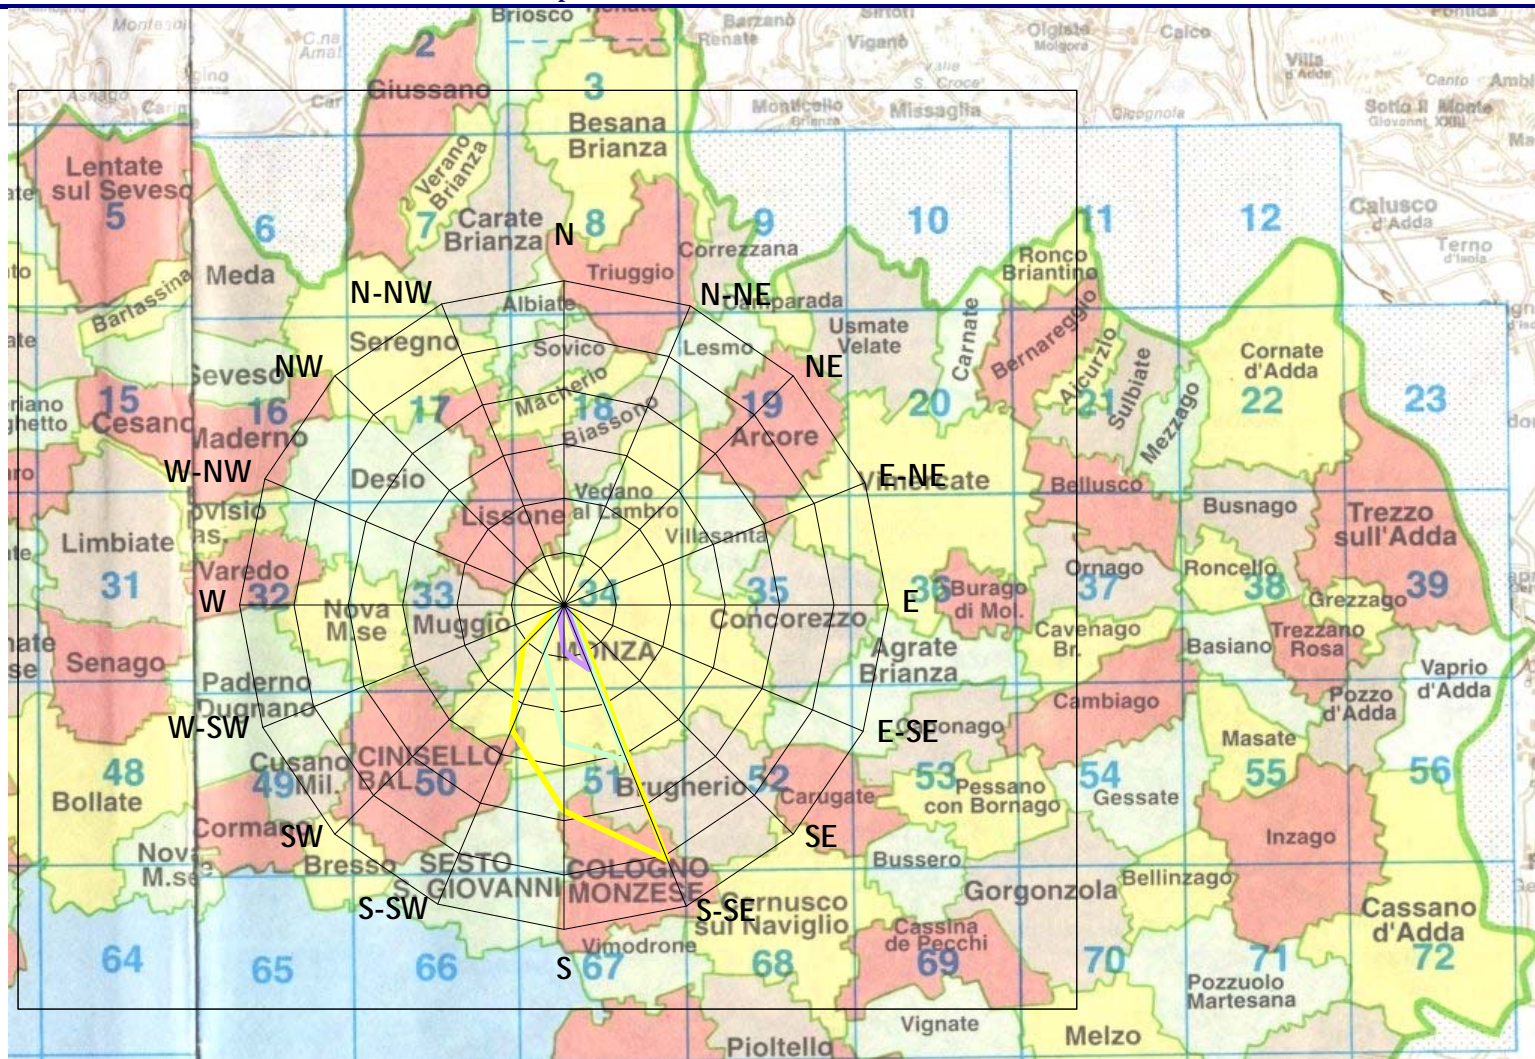 Briosco
Renate
Barzanò
Renate
Sirtori
Viganò
Olgiate
Molgora
Calco
Pontida
2
Giussano
3
Besana
Brianza
Valle
S. Croce
Monticello
Brianza
Missaglia
Cicognola
Villa
d'Adda
Canto
Sotto il Monte
Giovanni XXIII
Asnago
Lentate
sul Seveso
5
6
Meda
Verano
Brianza
7
Carate
Brianza
8
N
Triuggio
Correzzana
9
10
11
12
Calusco
d'Adda
Terno
d'Isola
Ronco
Briantino
Barlassina
N-NW
Albiate
N-NE
Camparada
Usmate
Velate
Carnate
Bernareggio
Aicurzio
Sulbiate
Mezzago
Cornate
d'Adda
Seregno
Sovico
Lesmo
NW
NE
Seveso
15
Cesano
16
Maderno
17
Macherio
18
Biassono
19
Arcore
20
21
22
23
W-NW
Desio
E-NE
Vimercate
Bellusco
Busnago
Trezzo
sull'Adda
Lissone
Vedano
al Lambro
Villasanta
Limbiate
31
Varedo
32
W
Nova
M.se
33
Muggiò
34
MONZA
35
Concorezzo
E
36
Burago
di Mol.
Ornago
37
Roncello
38
39
Grezzago
Cavenago
Br.
Basiano
Trezzano
Rosa
Vaprio
d'Adda
Pozzo
d'Adda
Senago
Paderno
Dugnano
Agrate
Brianza
Cambiago
W-SW
E-SE
Masate
48
Bollate
Cusano
Mil.
49
CINISELLO
BAL.
50
51
Brugherio
52
Carugate
53
Pessano
con Bornago
54
Gessate
55
56
Inzago
Cormano
SW
SE
Nova
M.se
Bresso
SESTO
S. GIOVANNI
COLOGNO
MONZESE
Bussero
Gorgonzola
Bellinzago
S-SW
S-SE
Cernusco
sul Naviglio
Cassina
de Pecchi
Cassano
d'Adda
64
65
66
S
Vimodrone
67
68
69
70
71
72
Pozzuolo
Martesana
Vignate
Melzo
Pioltello